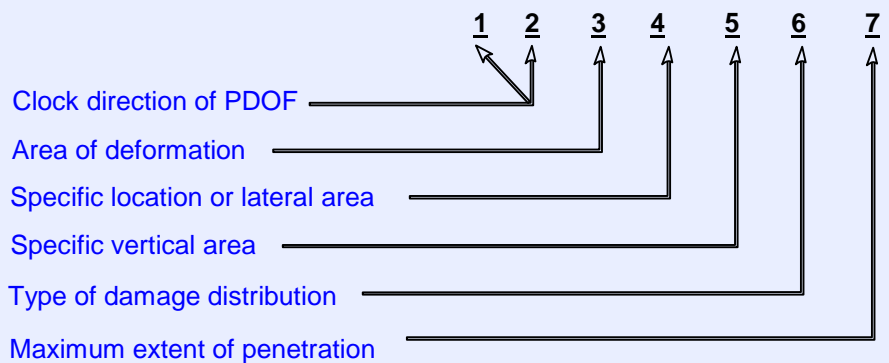 1 2 3 4 5 6 7
Clock direction of PDOF
Area of deformation
Specific location or lateral area
Specific vertical area
Type of damage distribution
Maximum extent of penetration